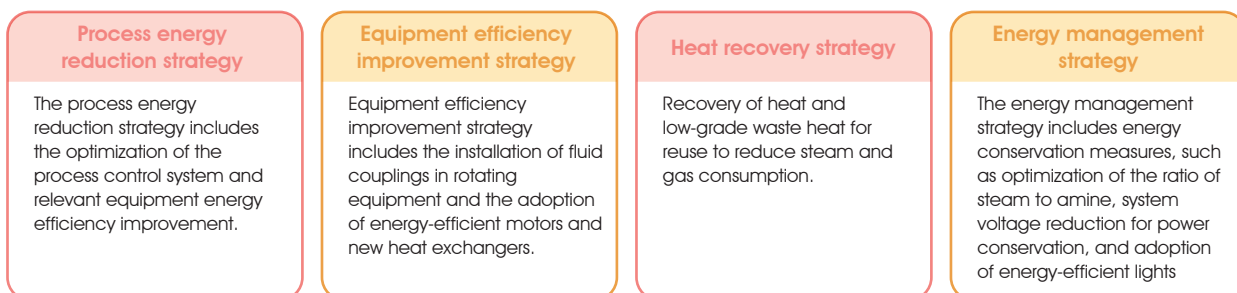 Process energy
reduction strategy
The process energy
reduction strategy includes
the optimization of the
process control system and
relevant equipment energy
efficiency improvement.
Equipment efficiency
improvement strategy
Equipment efficiency
improvement strategy
includes the installation of fluid
couplings in rotating
equipment and the adoption
of energy-efficient motors and
new heat exchangers.
Heat recovery strategy
Recovery of heat and
low-grade waste heat for
reuse to reduce steam and
gas consumption.
Energy management
strategy
The energy management
strategy includes energy
conservation measures, such
as optimization of the ratio of
steam to amine, system
voltage reduction for power
conservation, and adoption
of energy-efficient lights